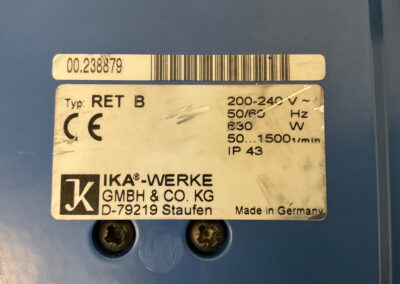 00.238879
Typ: RET B
200-240 V ~
50/60 Hz
630 W
50...1500 1/min
IP 43
CE
IKA®-WERKE
GMBH & CO. KG
D-79219 Staufen
Made in Germany